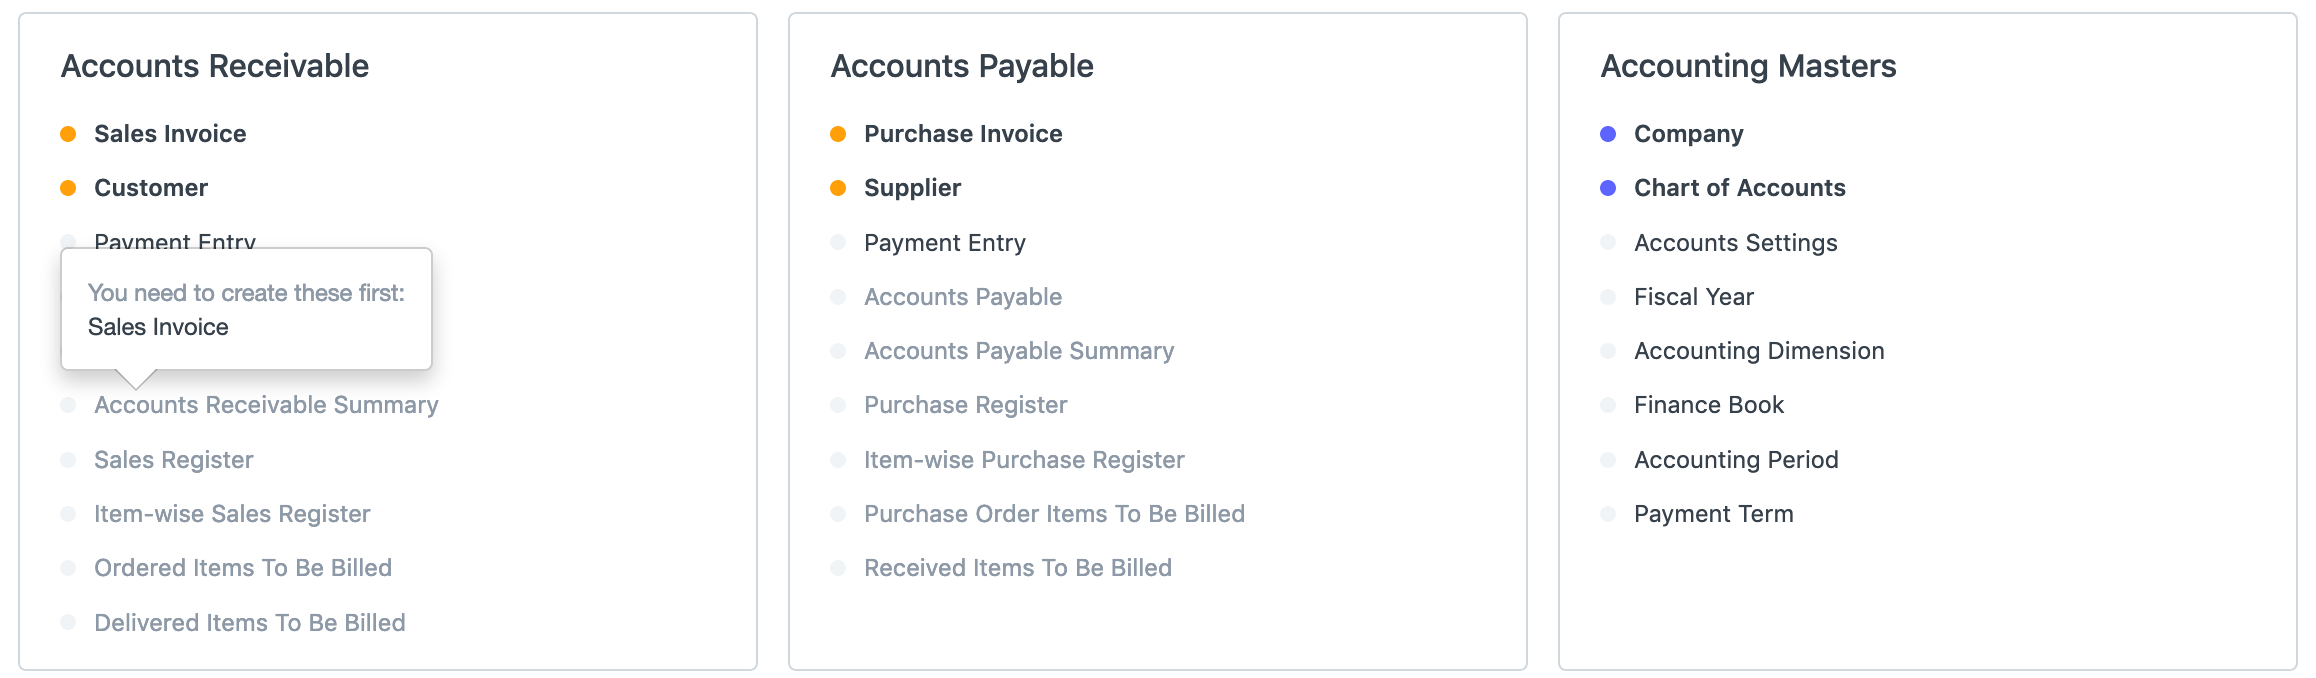 Accounts Receivable
Sales Invoice
Customer
Payment Entry
You need to create these first:
Sales Invoice
Accounts Receivable Summary
Sales Register
Item-wise Sales Register
Ordered Items To Be Billed
Delivered Items To Be Billed
Accounts Payable
Purchase Invoice
Supplier
Payment Entry
Accounts Payable
Accounts Payable Summary
Purchase Register
Item-wise Purchase Register
Purchase Order Items To Be Billed
Received Items To Be Billed
Accounting Masters
Company
Chart of Accounts
Accounts Settings
Fiscal Year
Accounting Dimension
Finance Book
Accounting Period
Payment Term